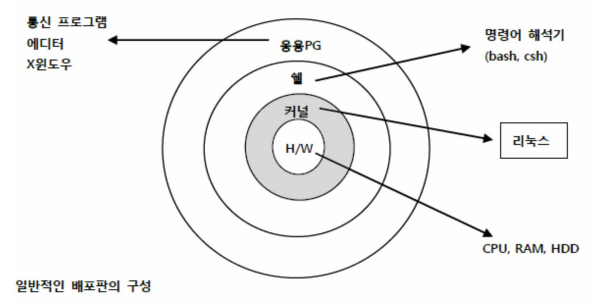 통신 프로그램
에디터
X윈도우
응용PG
명령어 해석기
(bash, csh)
쉘
커널
리눅스
H/W
CPU, RAM, HDD
일반적인 배포판의 구성